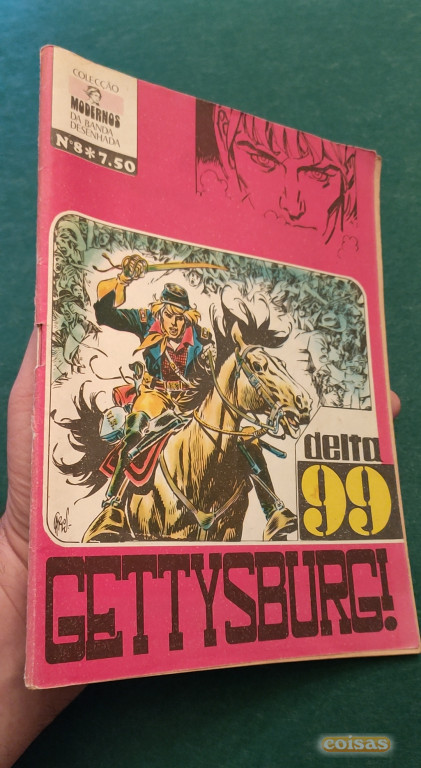 COLECÇÃO
MODERNOS
DA BANDA
DESENHADA
Nº8*7.50
delta
99
GETTYSBURG!
coisas